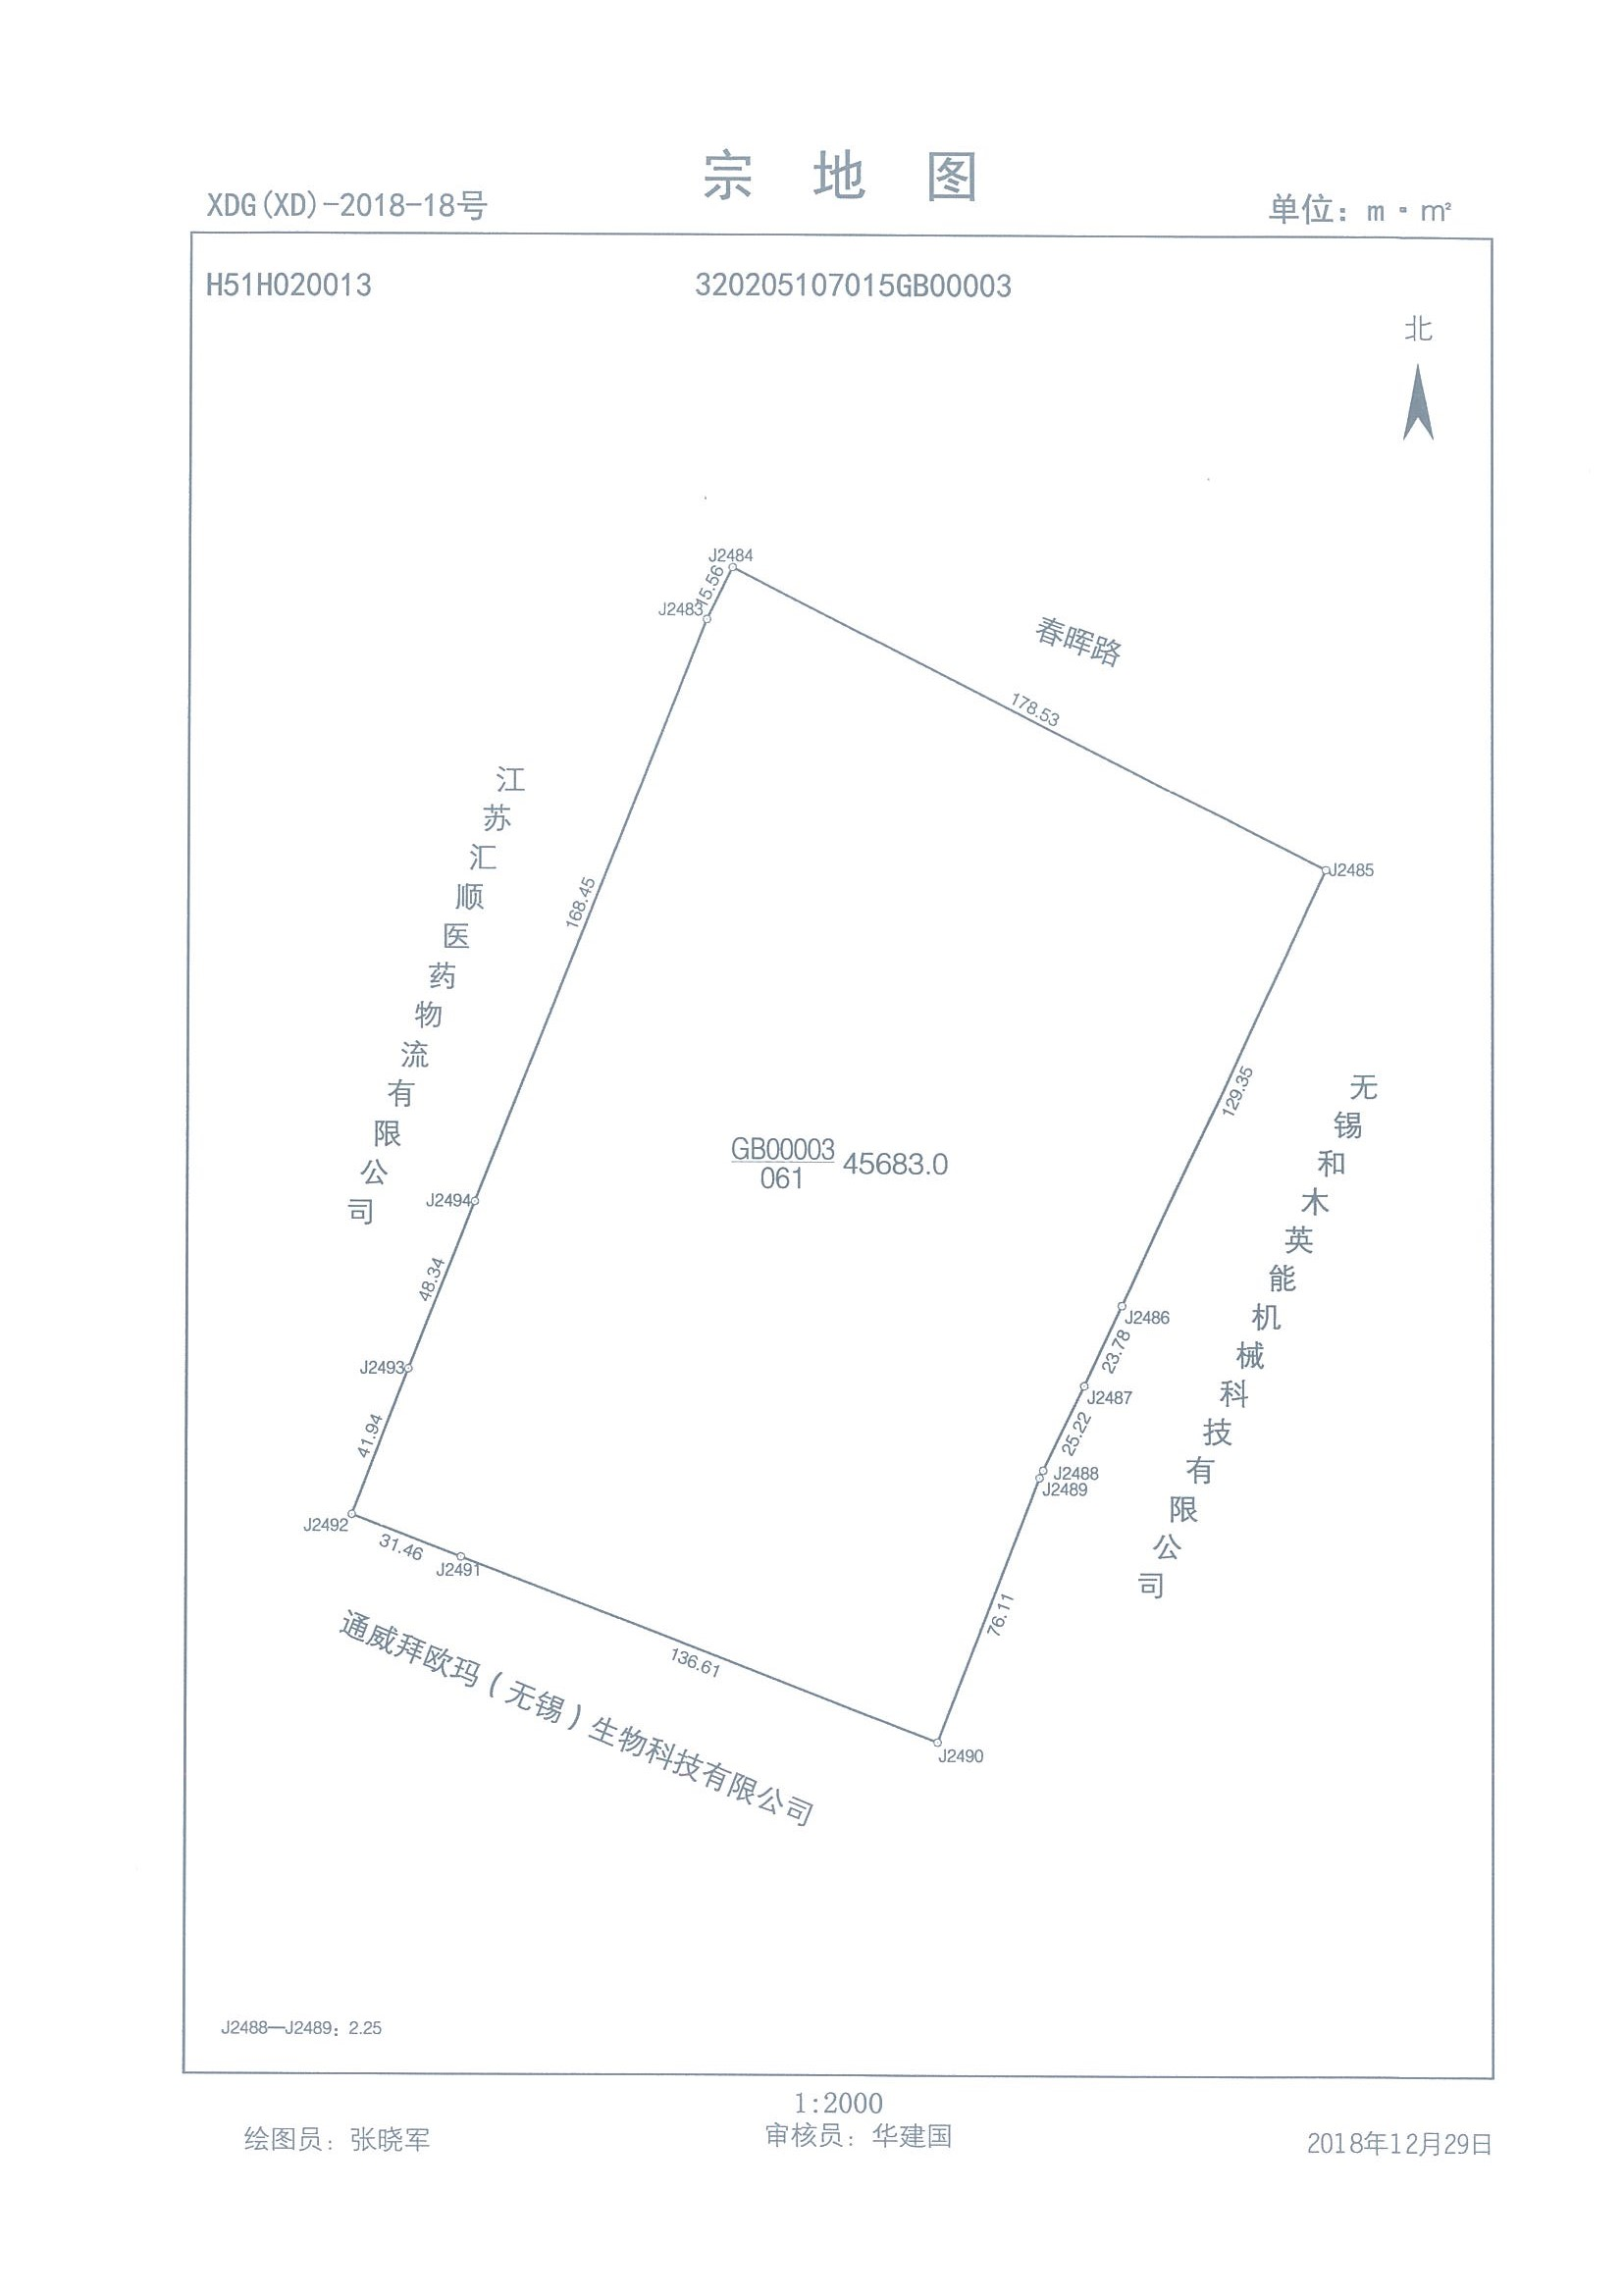 宗 地 图
XDG(XD)-2018-18号
单位：m·㎡
H51H020013
320205107015GB00003
北
J2484
15.56
J2483
春晖路
178.53
江苏汇顺医药物流有限公司
J2485
168.45
129.35
无锡和木英能机械科技有限公司
GB00003
061
45683.0
J2494
48.34
J2486
23.78
J2493
J2487
41.94
25.22
J2488
J2489
J2492
31.46
J2491
76.11
136.61
通威拜欧玛（无锡）生物科技有限公司
J2490
J2488—J2489：2.25
1:2000
绘图员：张晓军
审核员：华建国
2018年12月29日